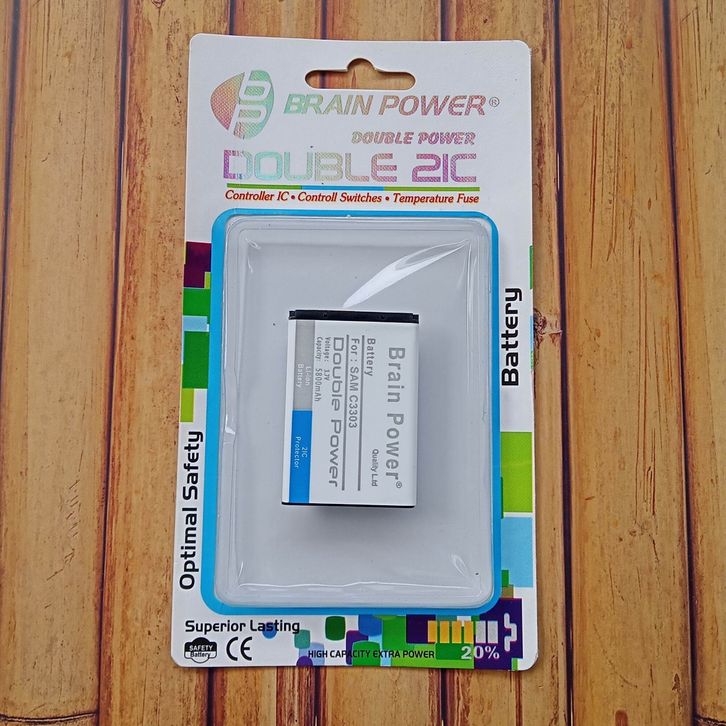 BRAIN POWER®
DOUBLE POWER
DOUBLE 2IC
Controller IC • Controll Switches • Temperature Fuse
Optimal Safety
Battery
Brain Power®
Quality Ltd
Battery
For : SAM C3303
Double Power
Voltage: 3.7V
Capacity: 5800mAh
Li-ion
Battery
2IC
Protector
Superior Lasting
SAFETY
Battery
CE
HIGH CAPACITY EXTRA POWER
20%